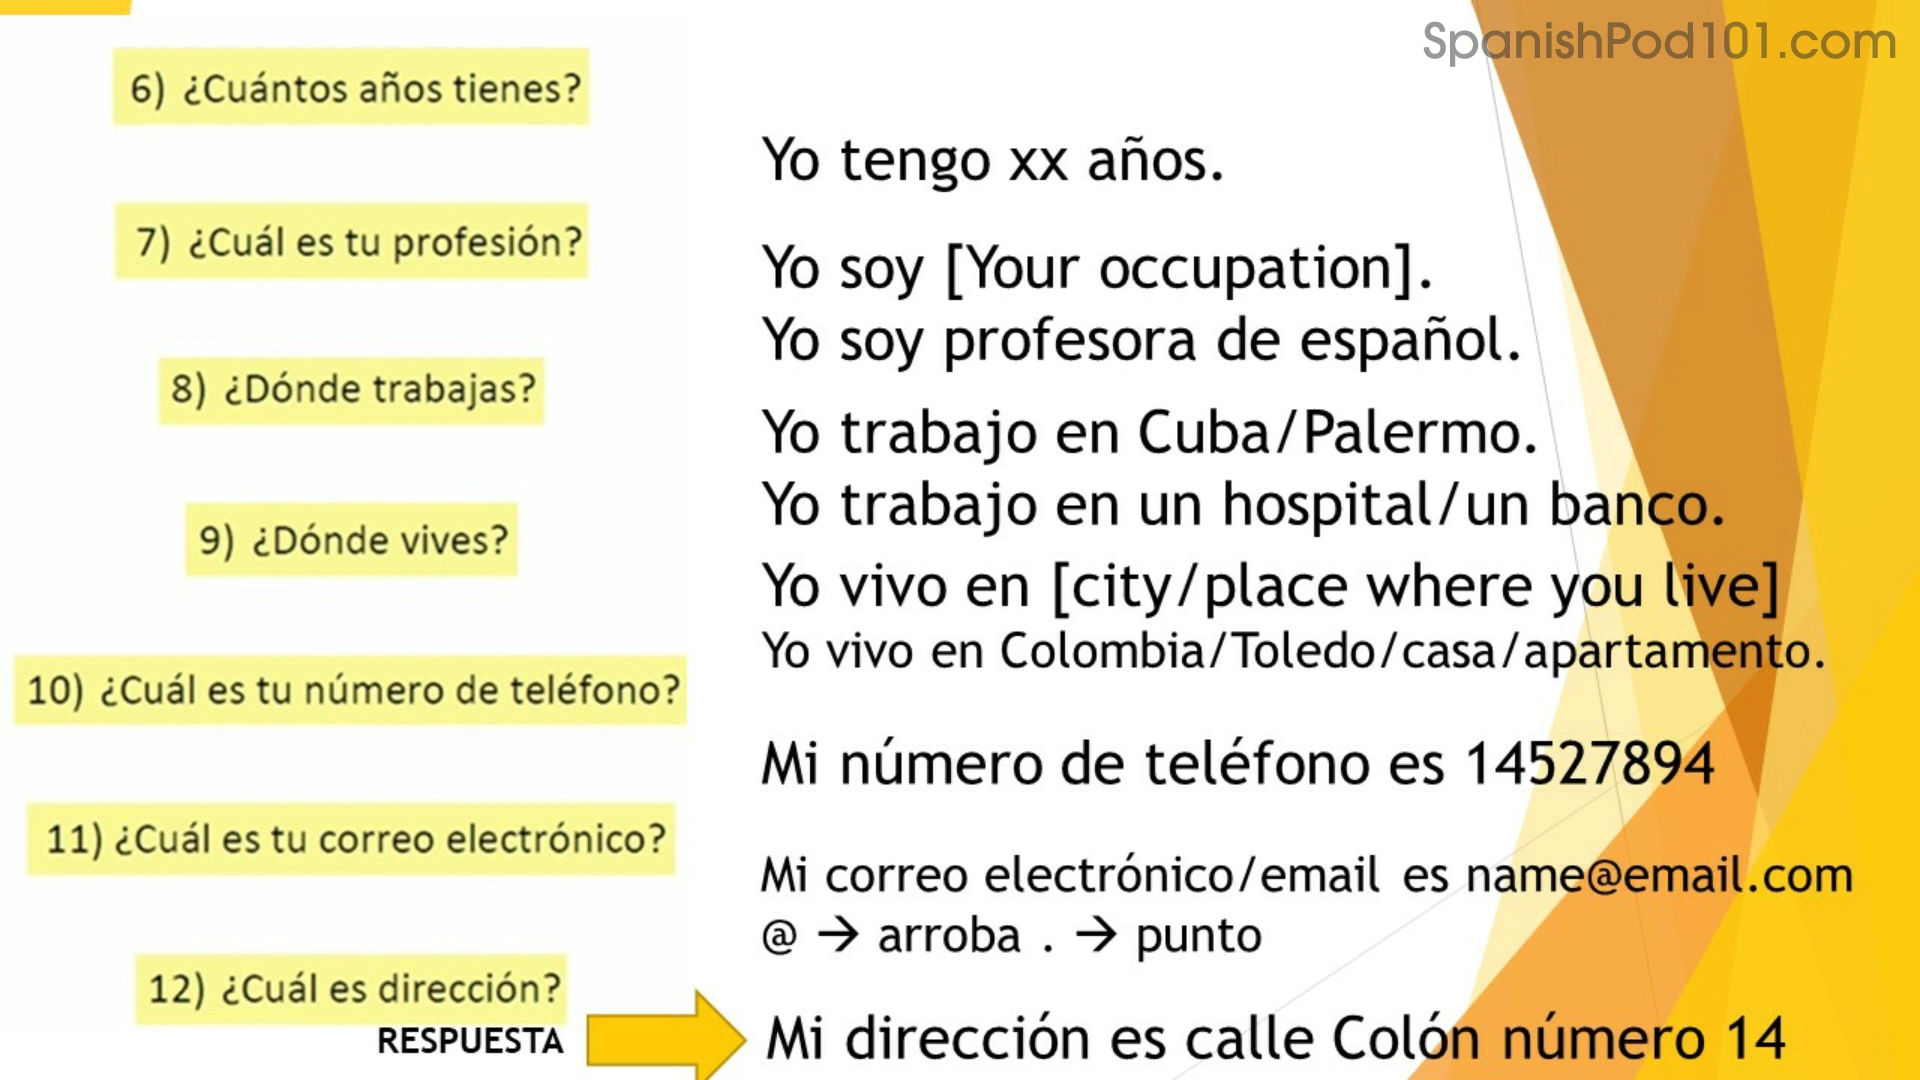 SpanishPod101.com
6) ¿Cuántos años tienes?
Yo tengo xx años.
7) ¿Cuál es tu profesión?
Yo soy [Your occupation].
Yo soy profesora de español.
8) ¿Dónde trabajas?
Yo trabajo en Cuba/Palermo.
Yo trabajo en un hospital/un banco.
9) ¿Dónde vives?
Yo vivo en [city/place where you live]
Yo vivo en Colombia/Toledo/casa/apartamento.
10) ¿Cuál es tu número de teléfono?
Mi número de teléfono es 14527894
11) ¿Cuál es tu correo electrónico?
Mi correo electrónico/email es name@email.com
@ → arroba . → punto
12) ¿Cuál es dirección?
RESPUESTA
Mi dirección es calle Colón número 14